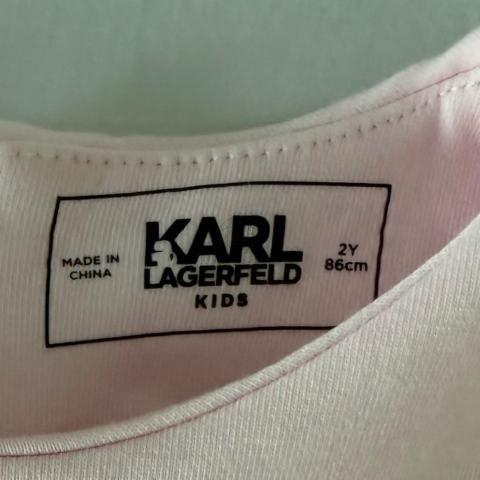 MADE IN
CHINA
KARL
LAGERFELD
KIDS
2Y
86cm